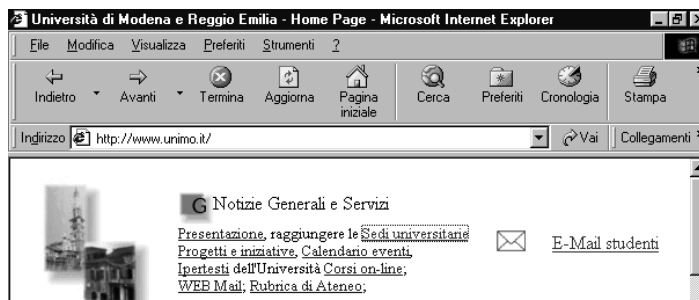 Università di Modena e Reggio Emilia - Home Page - Microsoft Internet Explorer
File Modifica Visualizza Preferiti Strumenti ?
Indietro Avanti Termina Aggiorna Pagina iniziale Cerca Preferiti Cronologia Stampa
Indirizzo http://www.unimo.it/ Vai Collegamenti
G Notizie Generali e Servizi
Presentazione, raggiungere le Sedi universitarie
Progetti e iniziative, Calendario eventi,
Ipertesti dell'Università Corsi on-line;
WEB Mail; Rubrica di Ateneo;
E-Mail studenti